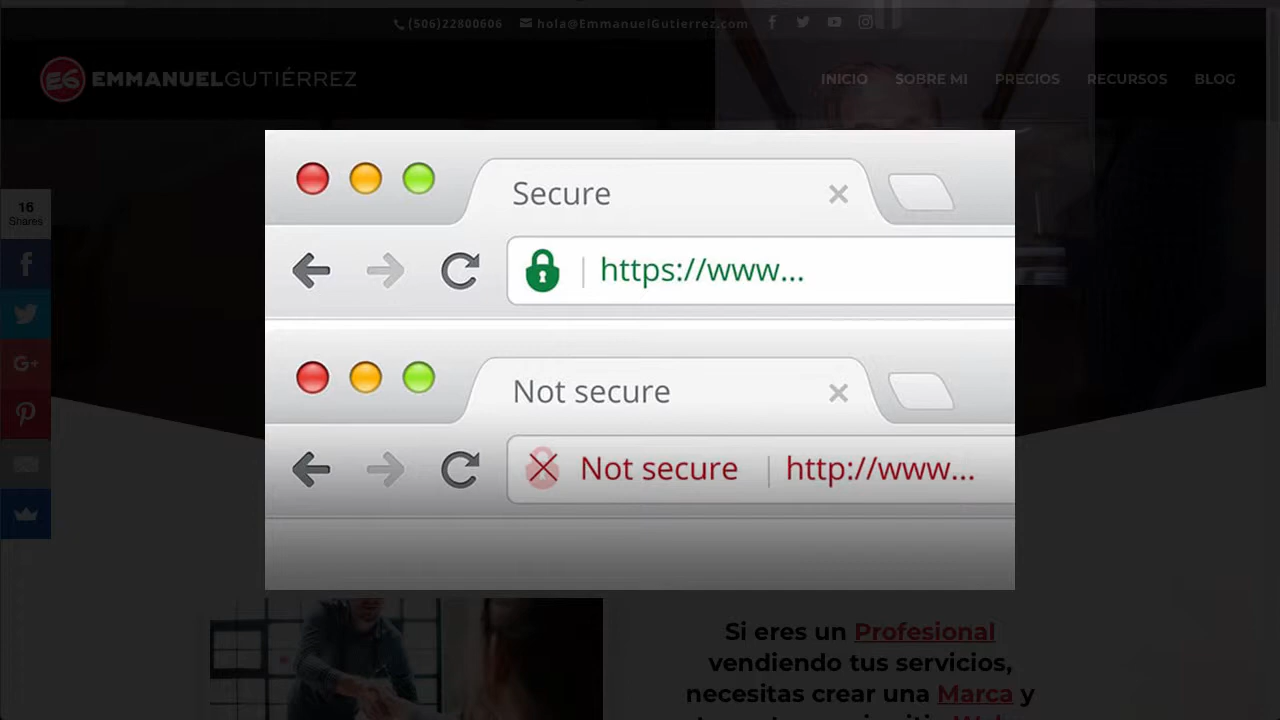 (506)22800606 hola@EmmanuelGutierrez.com
EG EMMANUELGUTIÉRREZ INICIO SOBRE MI PRECIOS RECURSOS BLOG
16
Shares
G+
Secure
https://www...
Not secure
Not secure http://www...
Si eres un Profesional
vendiendo tus servicios,
necesitas crear una Marca y